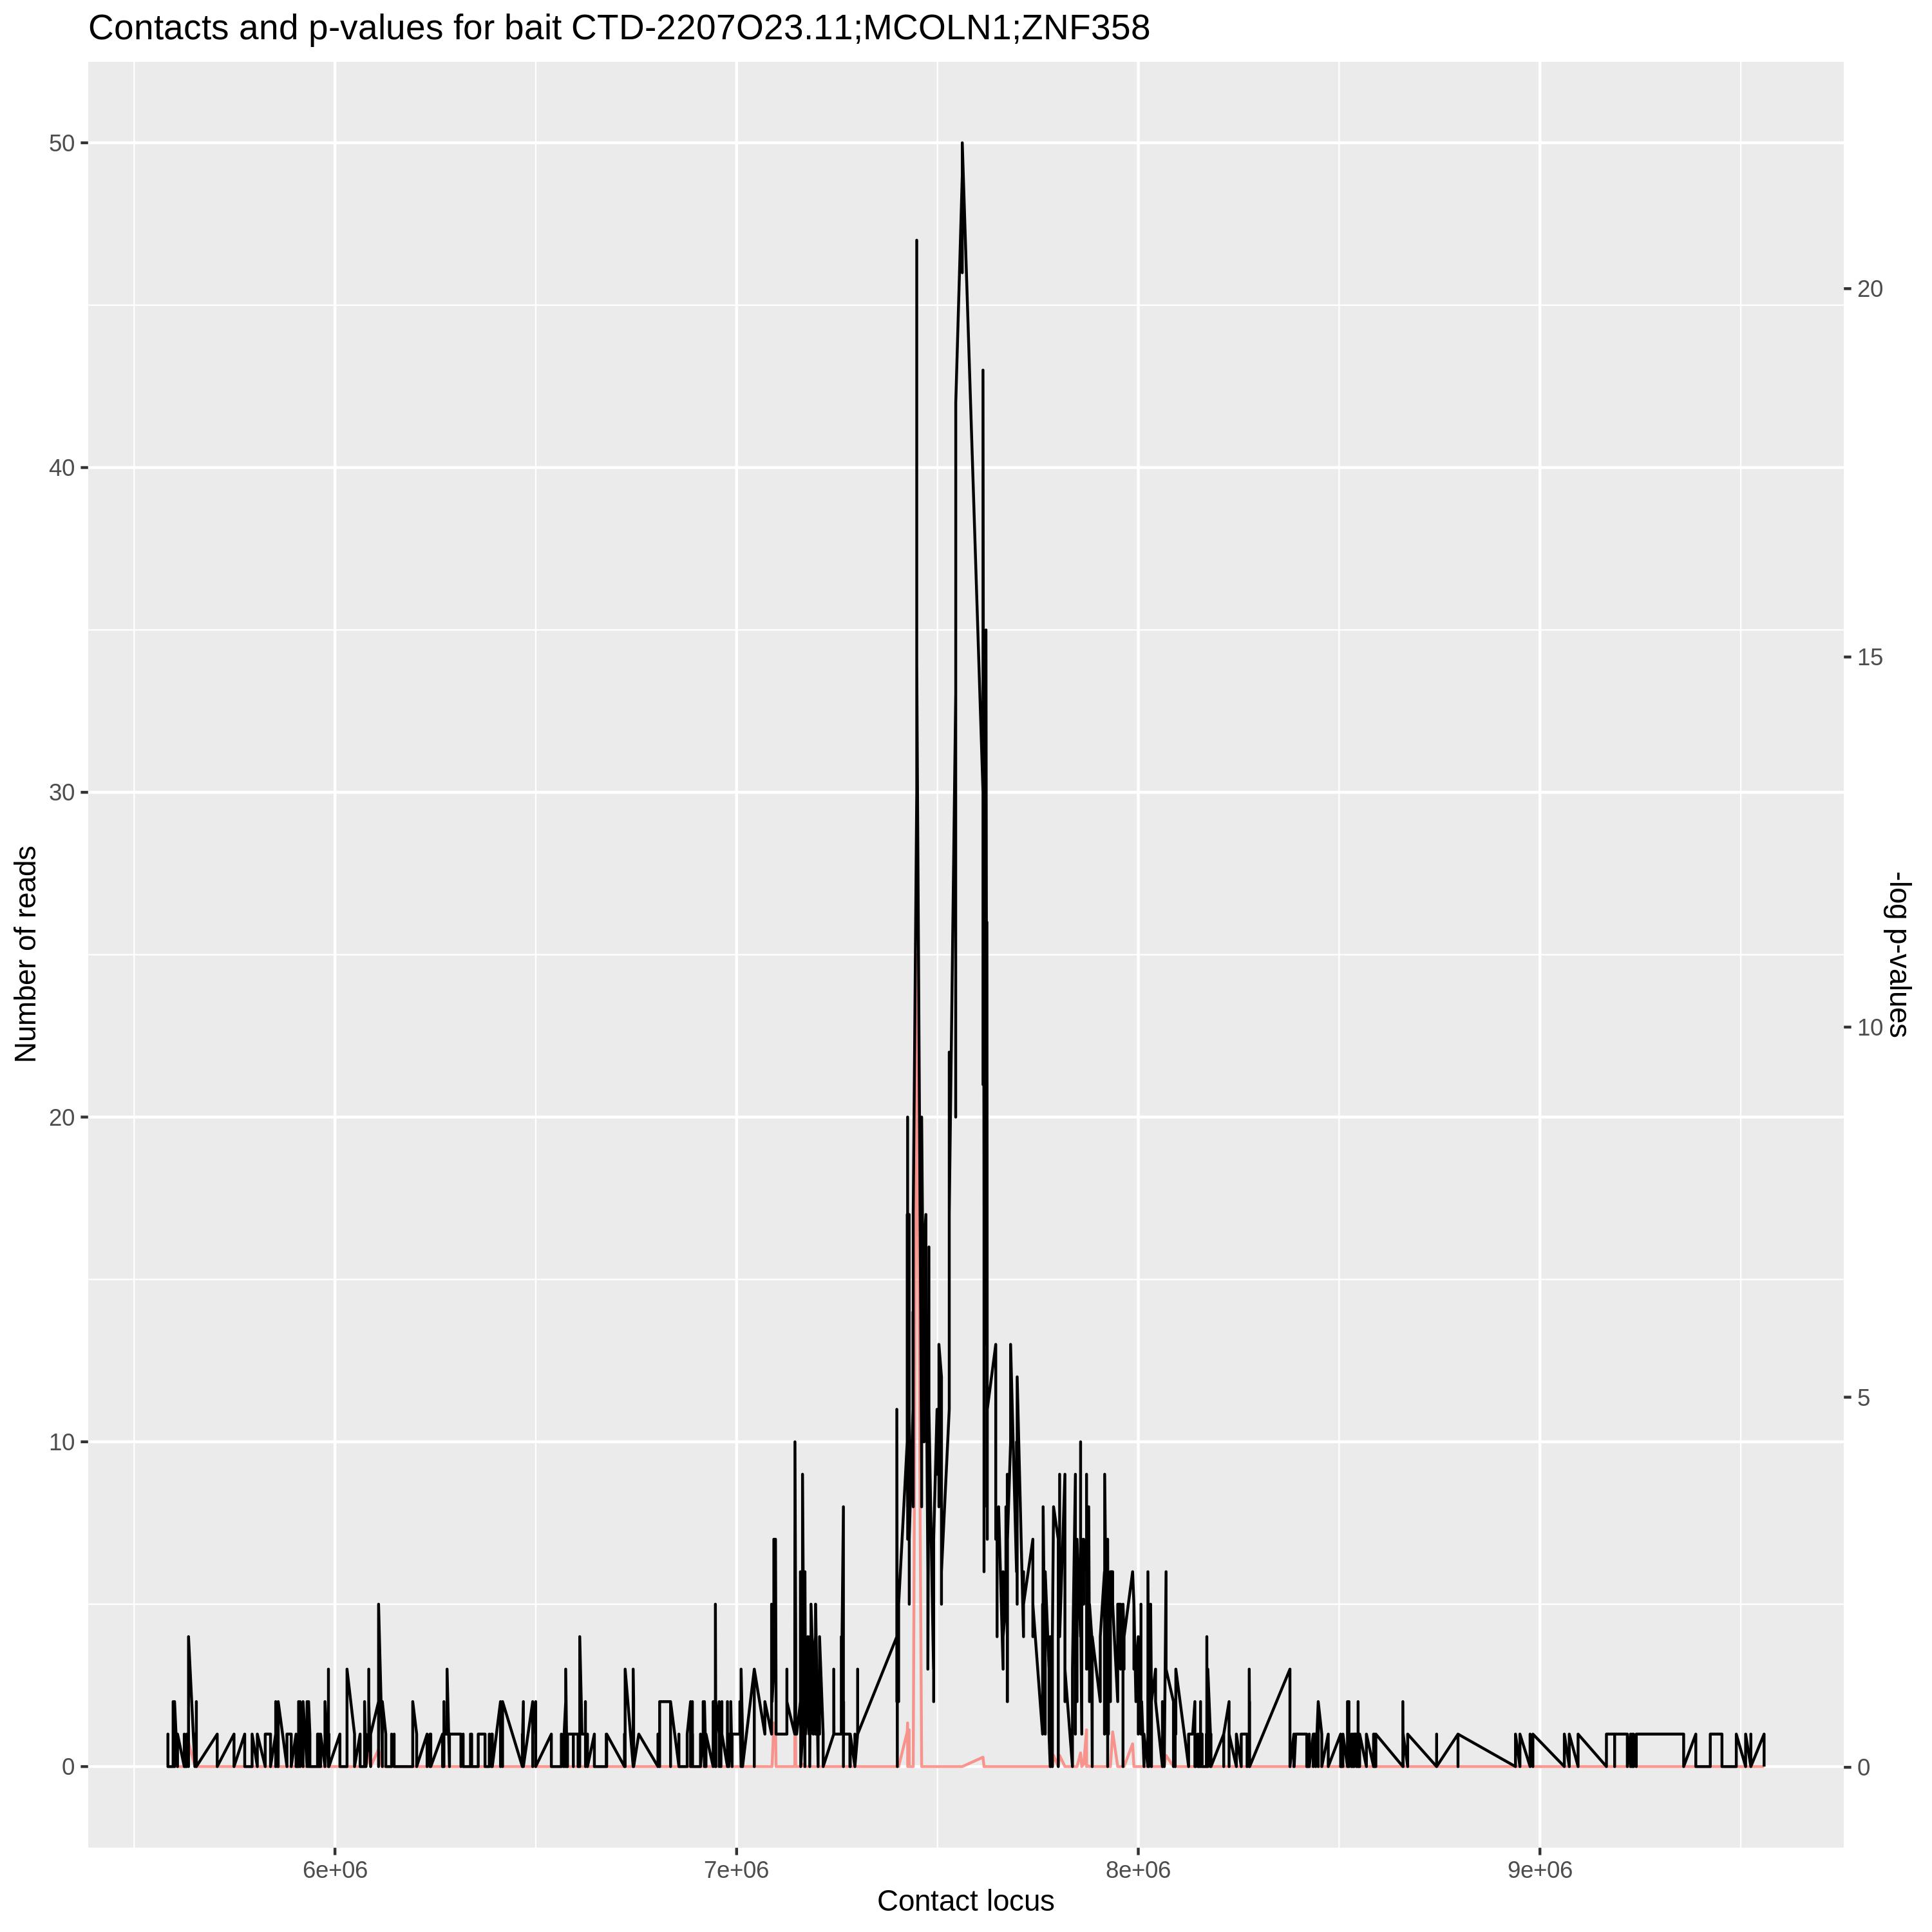 Contacts and p-values for bait CTD-2207O23.11;MCOLN1;ZNF358
50
40
30
20
10
0
Number of reads
20
15
10
5
0
-log p-values
6e+06
7e+06
8e+06
9e+06
Contact locus